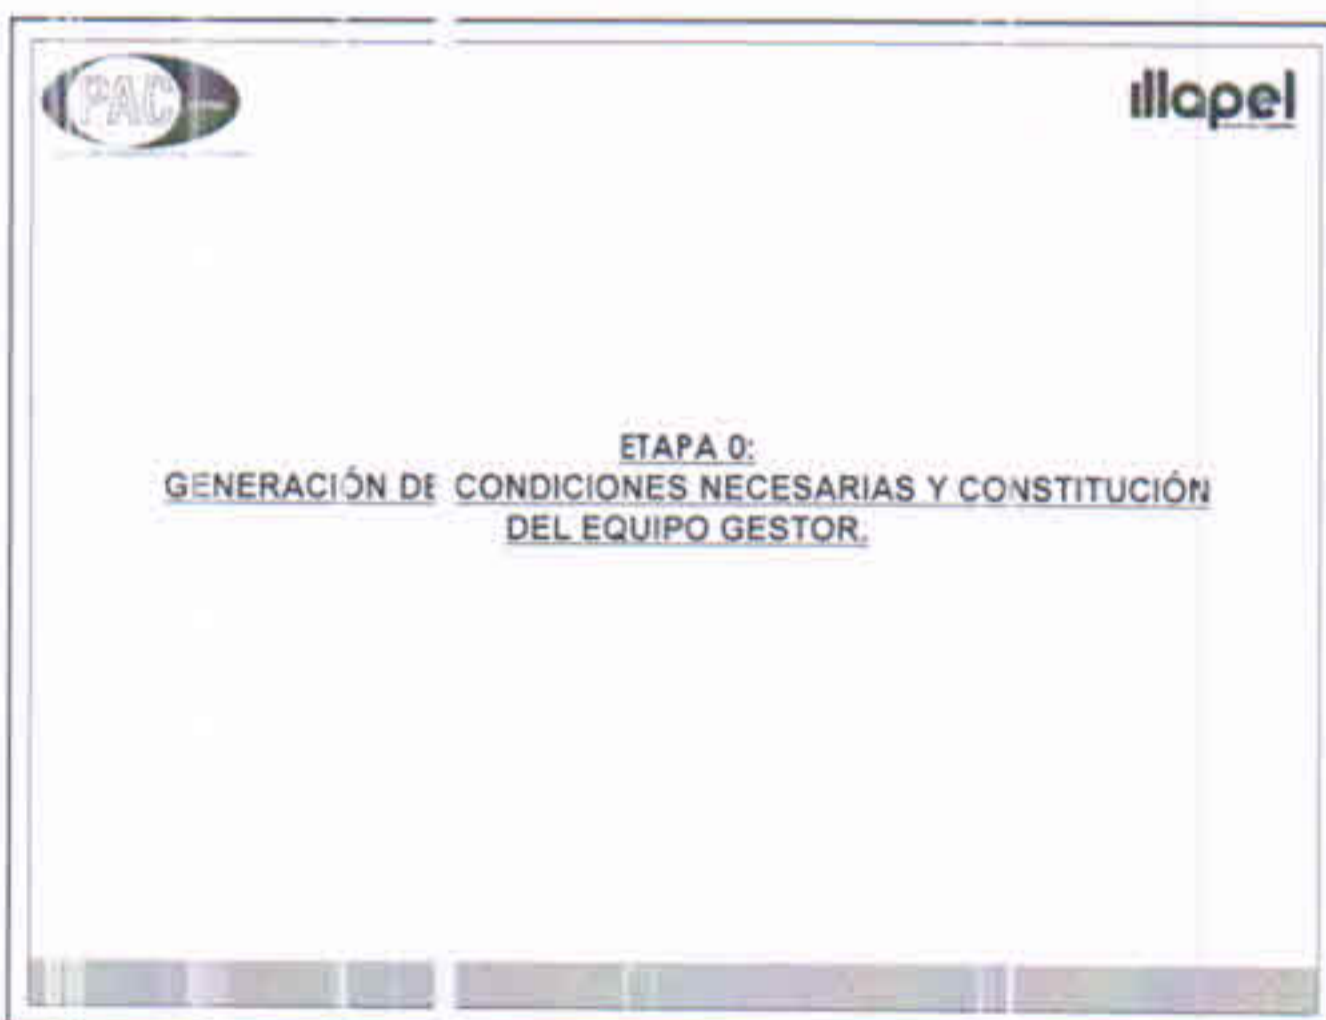 PAC
illapel
ETAPA 0:
GENERACIÓN DE CONDICIONES NECESARIAS Y CONSTITUCIÓN
DEL EQUIPO GESTOR.